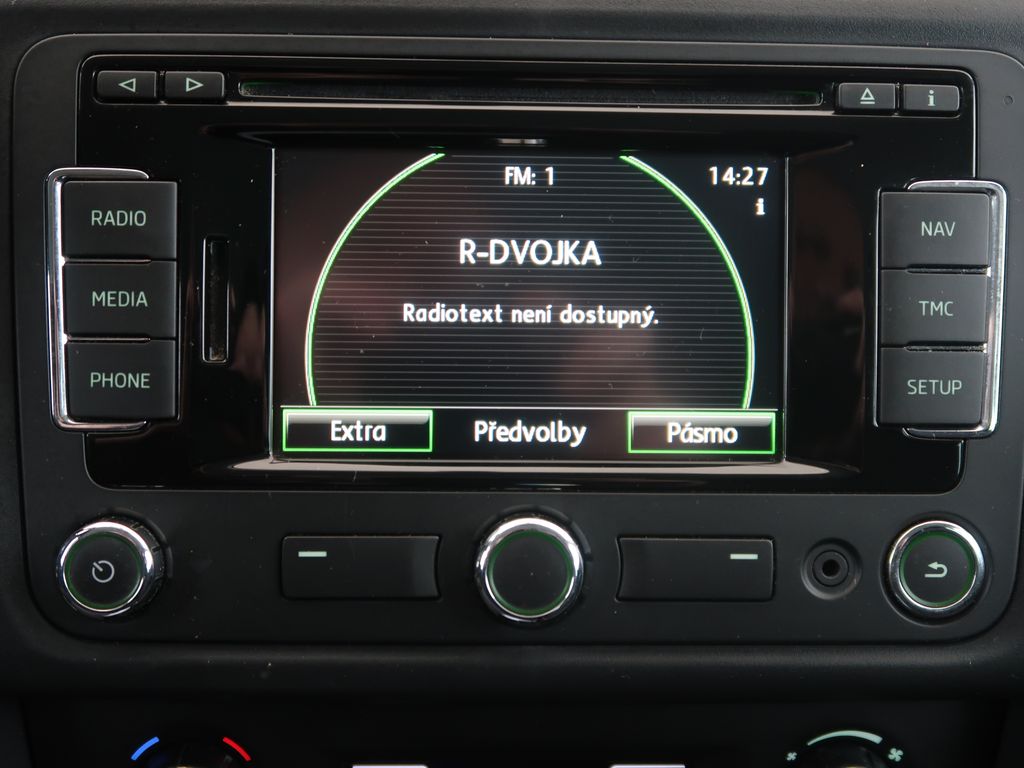 i
FM: 1
14:27
i
RADIO
R-DVOJKA
NAV
MEDIA
Radiotext není dostupný.
TMC
PHONE
SETUP
Extra
Předvolby
Pásmo